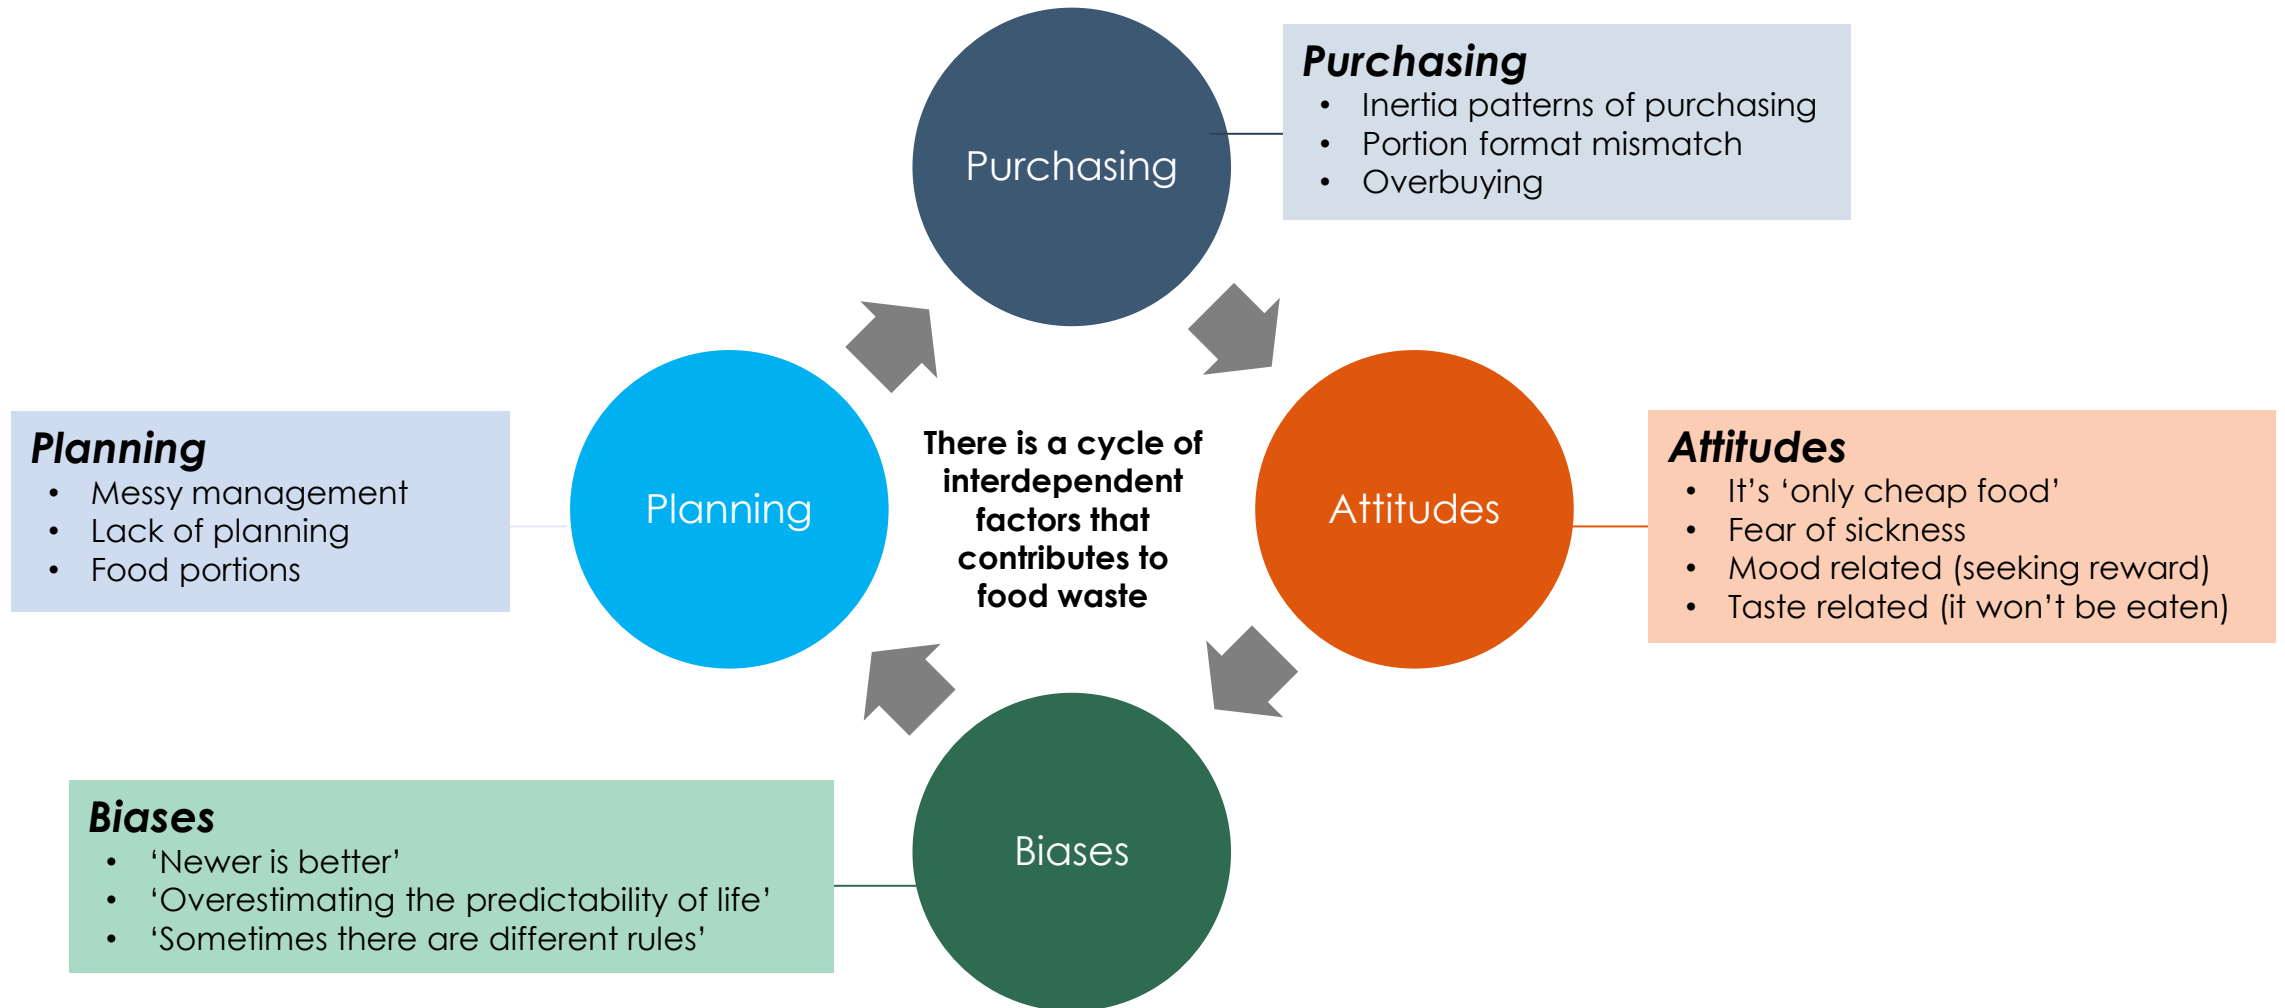 Purchasing
Purchasing
• Inertia patterns of purchasing
• Portion format mismatch
• Overbuying
Attitudes
Attitudes
• It’s ‘only cheap food’
• Fear of sickness
• Mood related (seeking reward)
• Taste related (it won’t be eaten)
Biases
Biases
• ‘Newer is better’
• ‘Overestimating the predictability of life’
• ‘Sometimes there are different rules’
Planning
Planning
• Messy management
• Lack of planning
• Food portions
There is a cycle of
interdependent
factors that
contributes to
food waste